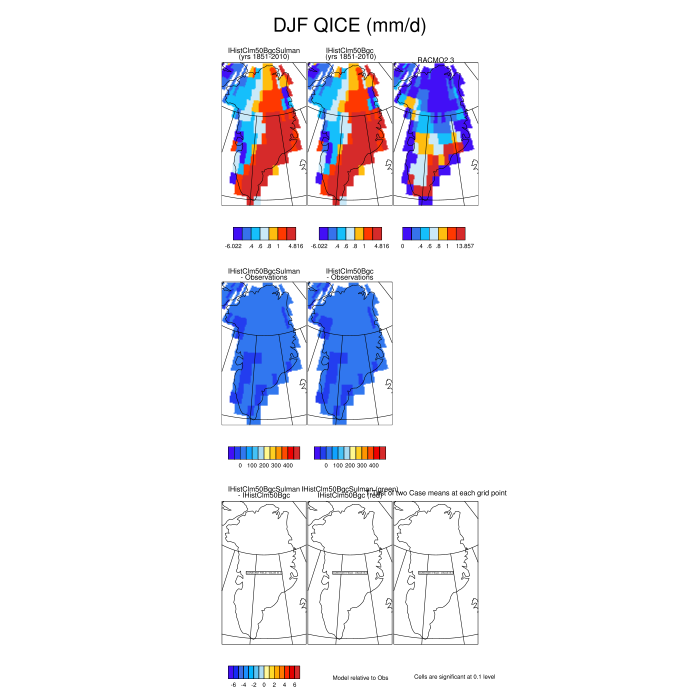 DJF QICE (mm/d)
IHistClm50BgcSulman
(yrs 1851-2010)
IHistClm50Bgc
(yrs 1851-2010)
RACMO2.3
-6.022 .4 .6 .8 1 4.816
-6.022 .4 .6 .8 1 4.816
0 .4 .6 .8 1 13.857
IHistClm50BgcSulman
- Observations
IHistClm50Bgc
- Observations
0 100 200 300 400
0 100 200 300 400
IHistClm50BgcSulman
- IHistClm50Bgc
IHistClm50BgcSulman (green)
IHistClm50Bgc (red)
of two Case means at each grid point
-6 -4 -2 0 2 4 6
Model relative to Obs
Cells are significant at 0.1 level